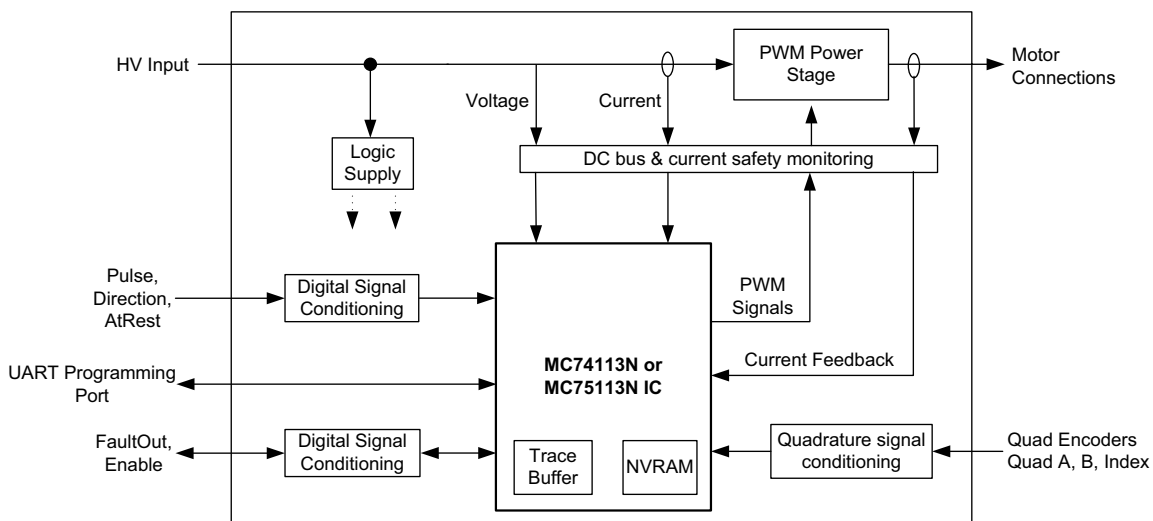 HV Input
PWM Power
Stage
Motor
Connections
Voltage
Current
Logic
Supply
DC bus & current safety monitoring
Pulse,
Direction,
AtRest
Digital Signal
Conditioning
PWM
Signals
MC74113N or
MC75113N IC
Current Feedback
UART Programming
Port
FaultOut,
Enable
Digital Signal
Conditioning
Trace
Buffer
NVRAM
Quadrature signal
conditioning
Quad Encoders
Quad A, B, Index